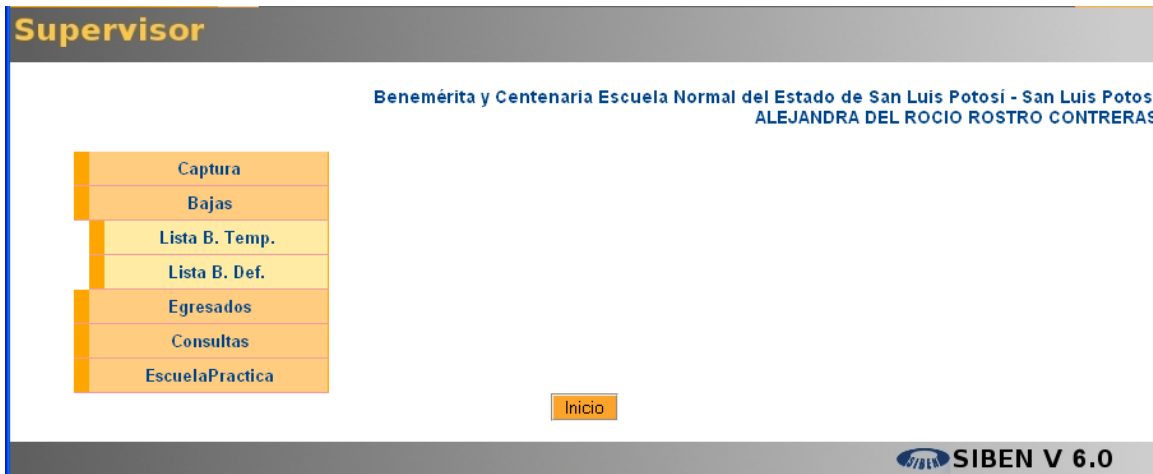 Supervisor
Benemérita y Centenaria Escuela Normal del Estado de San Luis Potosí - San Luis Potos
ALEJANDRA DEL ROCIO ROSTRO CONTRERAS
Captura
Bajas
Lista B. Temp.
Lista B. Def.
Egresados
Consultas
EscuelaPractica
Inicio
SIBEN SIBEN V 6.0